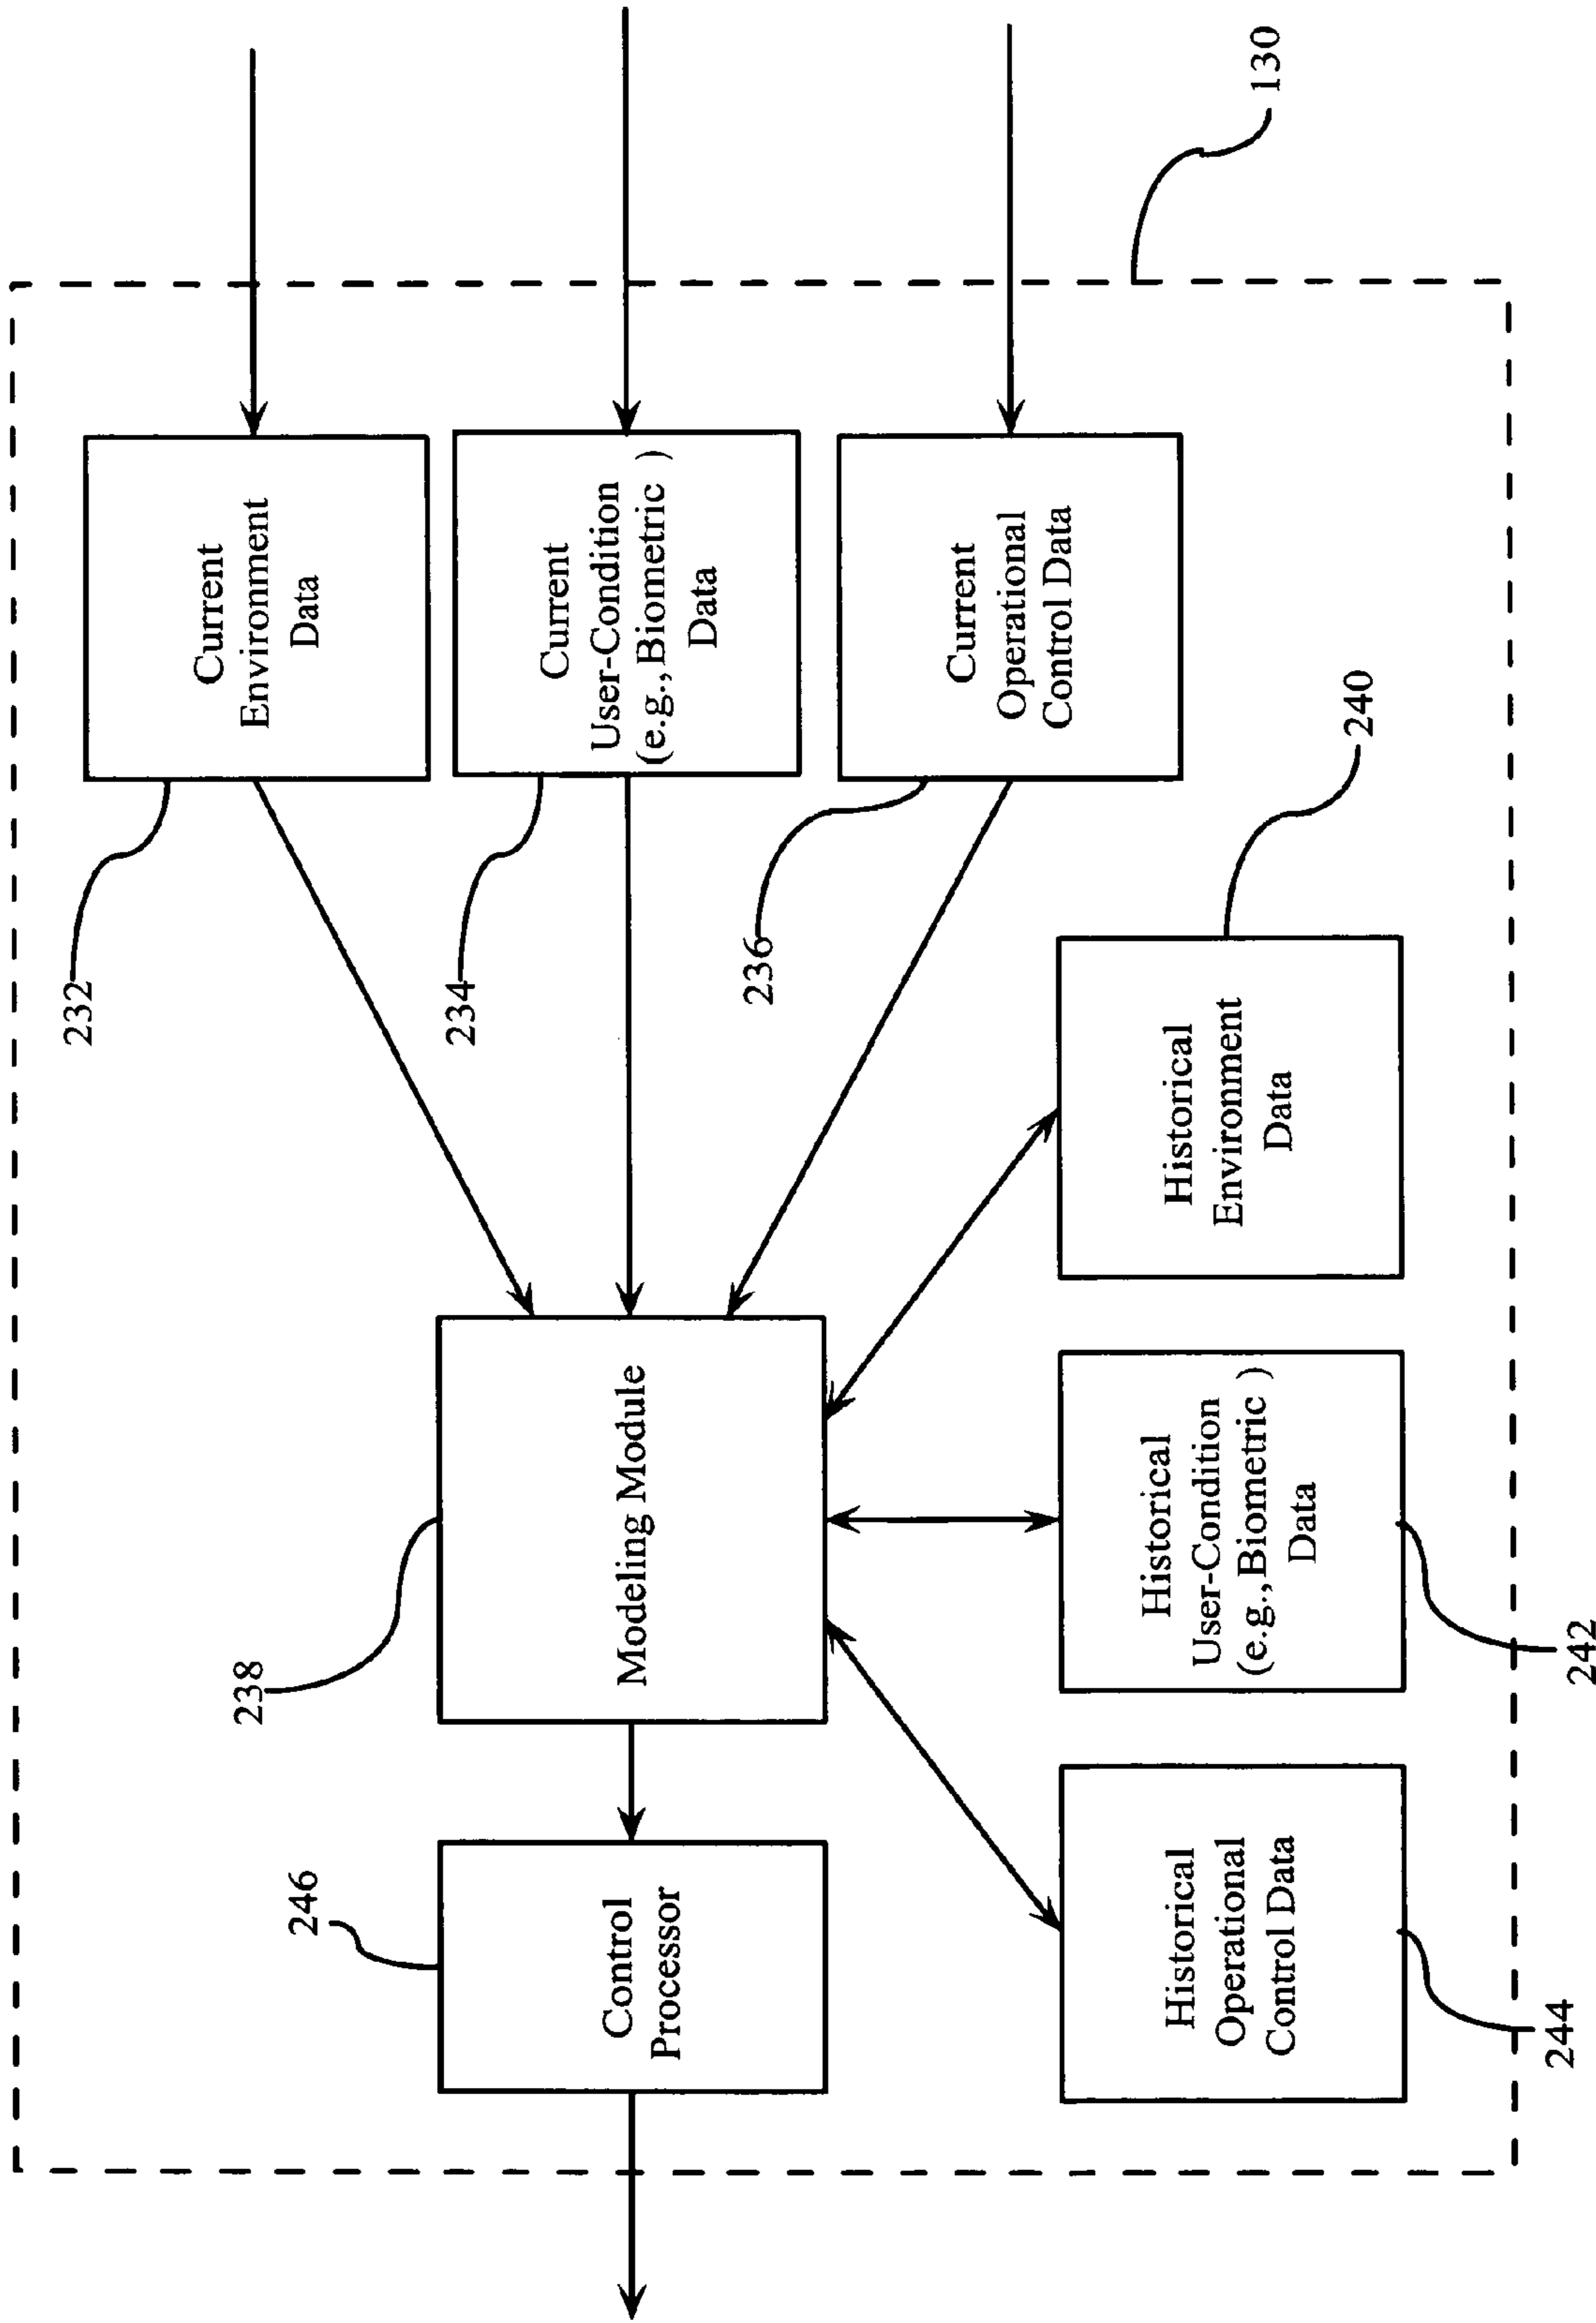 130
Current
Environment
Data
232
Current
User-Condition
(e.g.,Biometric )
Data
234
Current
Operational
Control Data
236
Modeling Module
238
Historical
Environment
Data
240
Historical
User-Condition
(e.g.,Biometric )
Data
242
Historical
Operational
Control Data
244
Control
Processor
246